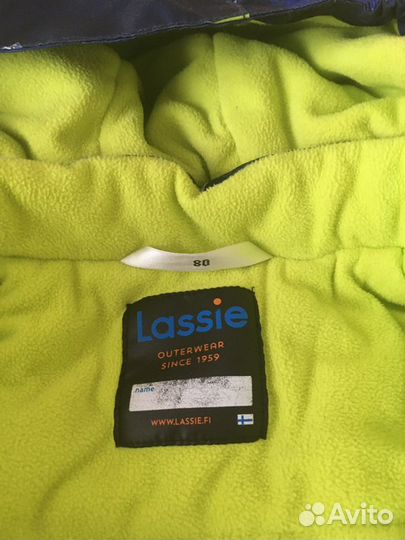 80
Lassie
OUTERWEAR
SINCE 1959
name
WWW.LASSIE.FI
Avito